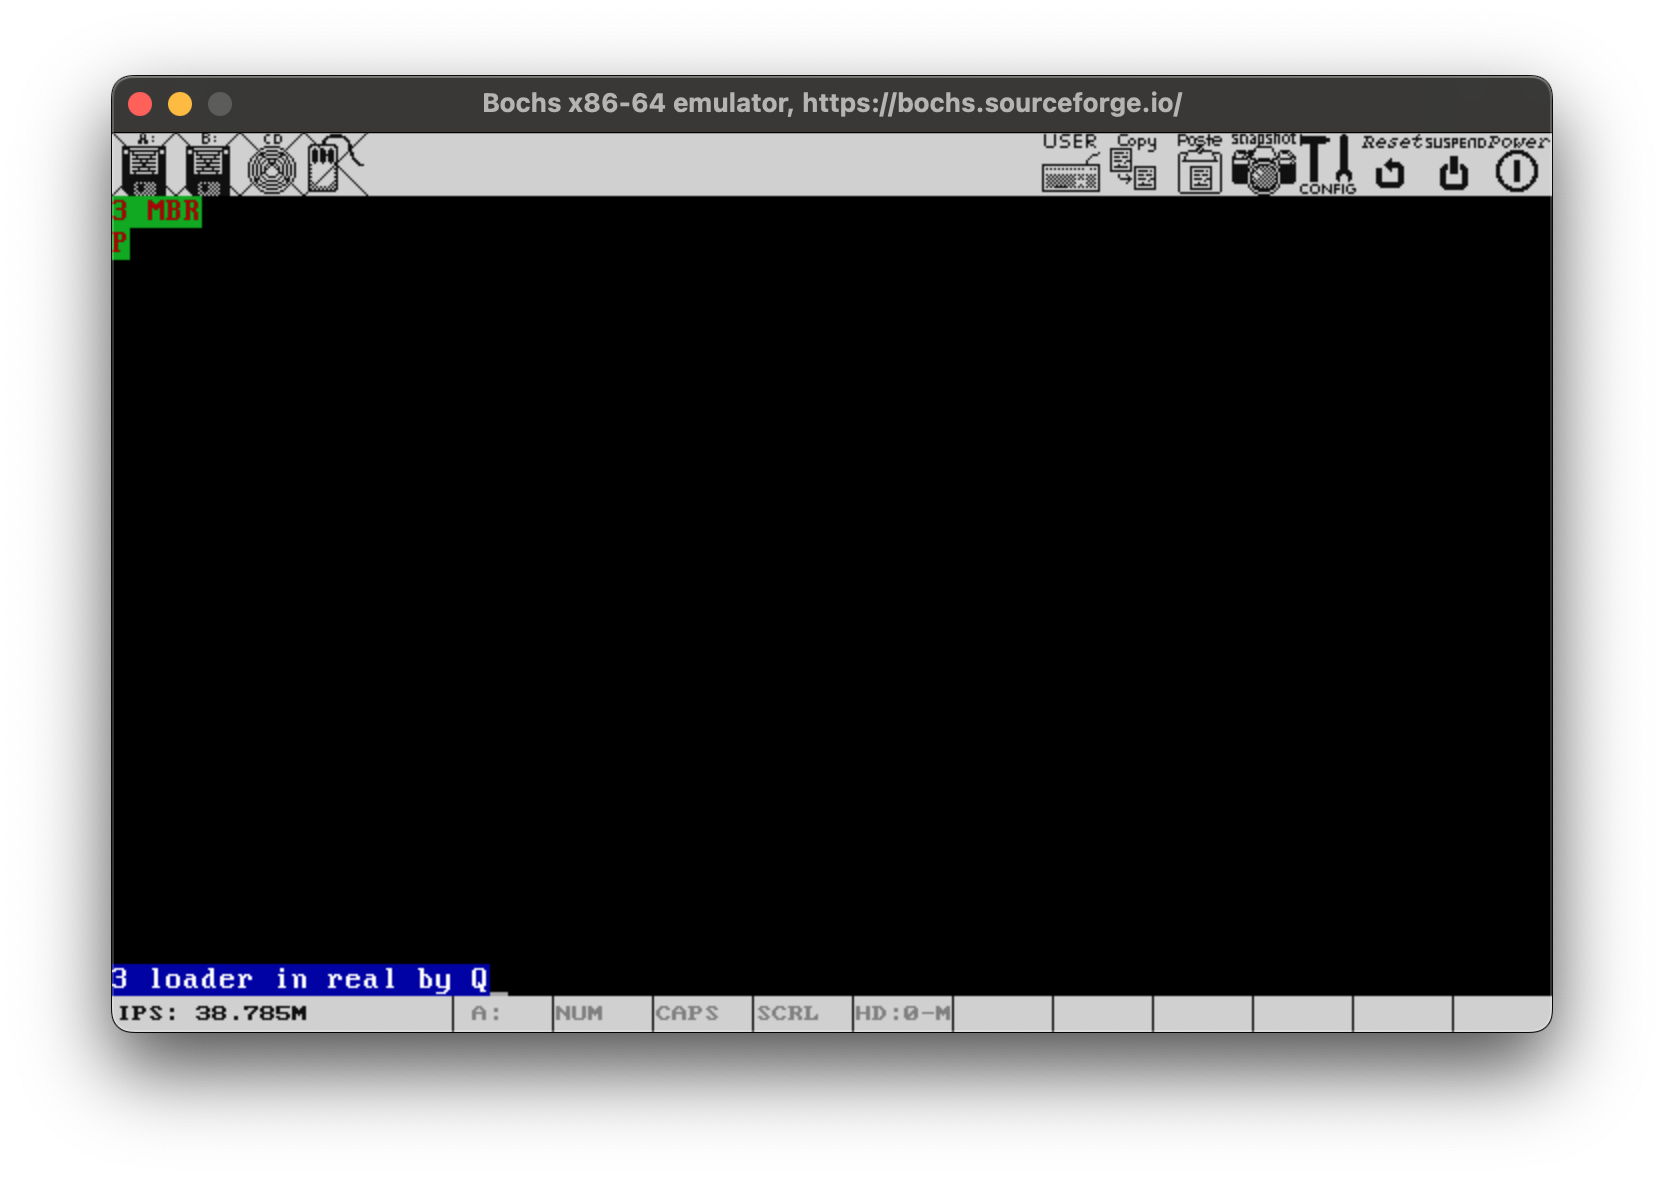 Bochs x86-64 emulator, https://bochs.sourceforge.io/
A: B: CD USER Copy Paste snapshot CONFIG Reset SUSPEND Power
3 MBR
P
3 loader in real by Q_
IPS: 38.785M A: NUM CAPS SCRL HD:0-M